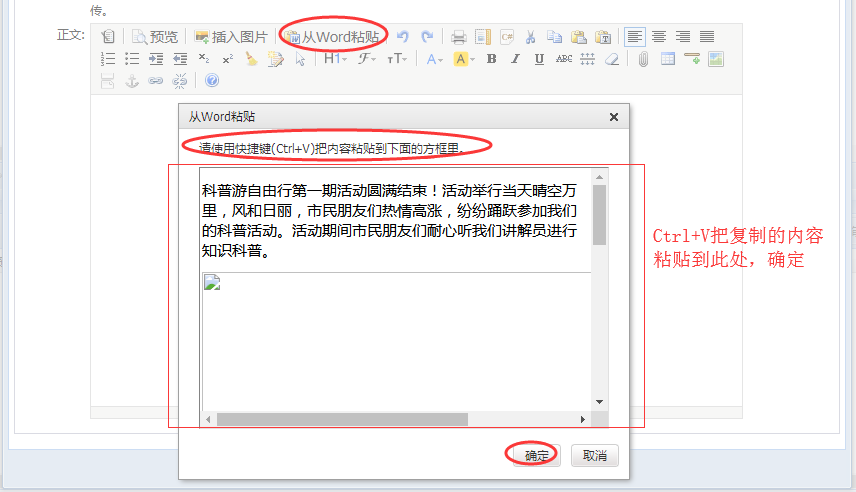 传。
正文:
预览 插入图片 从Word粘贴
H1 F тT A A B I U ABC
从Word粘贴
请使用快捷键(Ctrl+V)把内容粘贴到下面的方框里。
科普游自由行第一期活动圆满结束！活动举行当天晴空万
里，风和日丽，市民朋友们热情高涨，纷纷踊跃参加我们
的科普活动。活动期间市民朋友们耐心听我们讲解员进行
知识科普。
Ctrl+V把复制的内容
粘贴到此处，确定
确定 取消